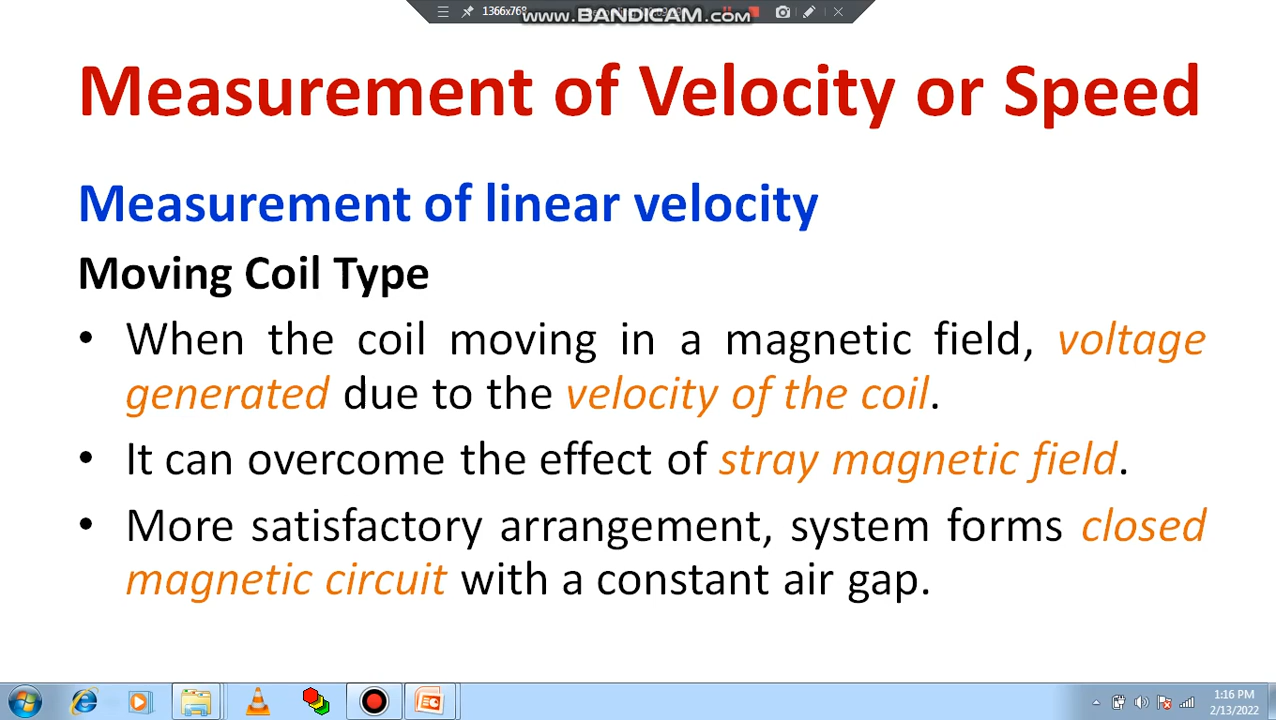 1366x768
www.BANDICAM.com
Measurement of Velocity or Speed
Measurement of linear velocity
Moving Coil Type
• When the coil moving in a magnetic field, voltage
generated due to the velocity of the coil.
• It can overcome the effect of stray magnetic field.
• More satisfactory arrangement, system forms closed
magnetic circuit with a constant air gap.
1:16 PM
2/13/2022